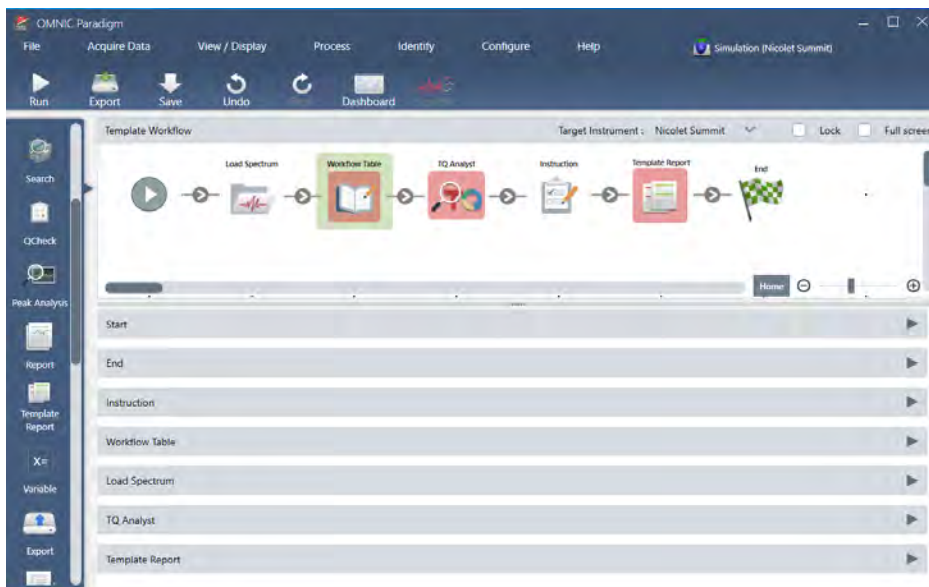 OMNIC Paradigm
File Acquire Data View / Display Process Identify Configure Help Simulation (Nicolet Summit)
Run Export Save Undo Dashboard
Template Workflow Target Instrument : Nicolet Summit Lock Full screen
Load Spectrum Workflow Table TQ Analyst Instruction Template Report End
Home
Search
QCheck
Peak Analysis
Report
Template
Report
X=
Variable
Export
Start
End
Instruction
Workflow Table
Load Spectrum
TQ Analyst
Template Report